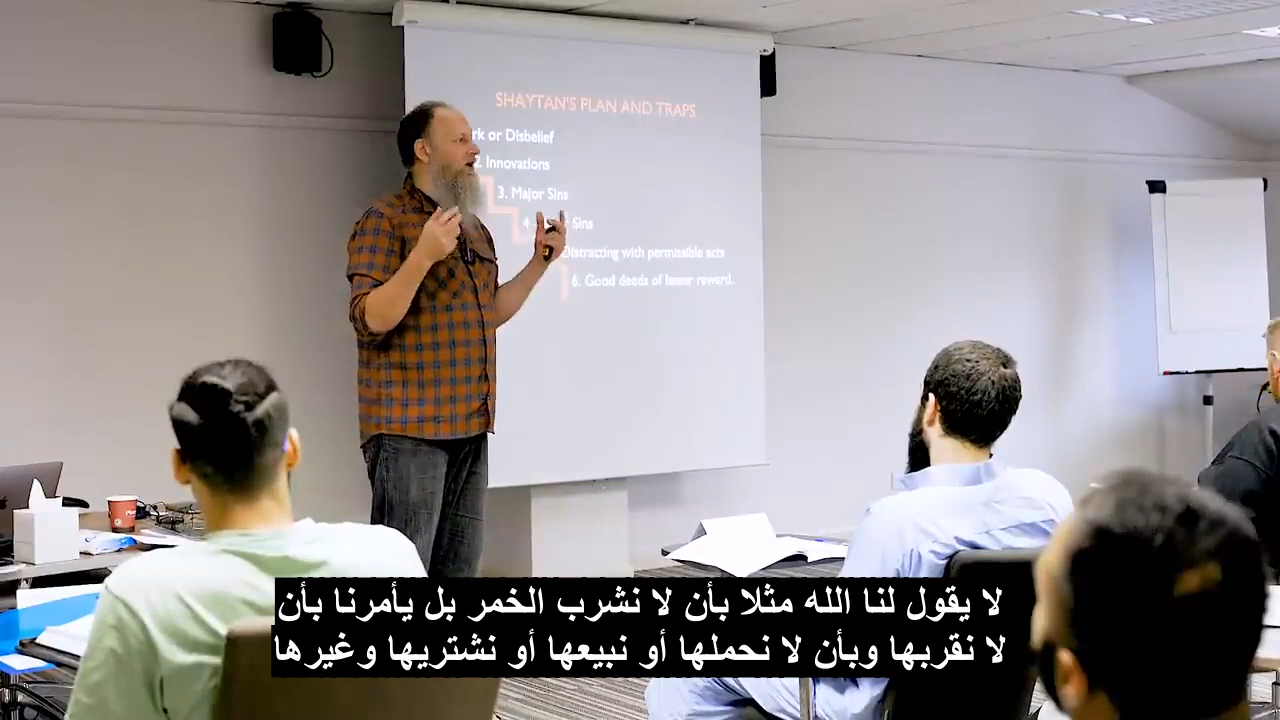 SHAYTAN'S PLAN AND TRAPS
or Disbelief
2. Innovations
3. Major Sins
4. Sins
Distracting with permissible acts
6. Good deeds of lesser reward.
لا يقول لنا الله مثلا بأن لا نشرب الخمر بل يأمرنا بأن
لا نقربها وبأن لا نحملها أو نبيعها أو نشتريها وغيرها